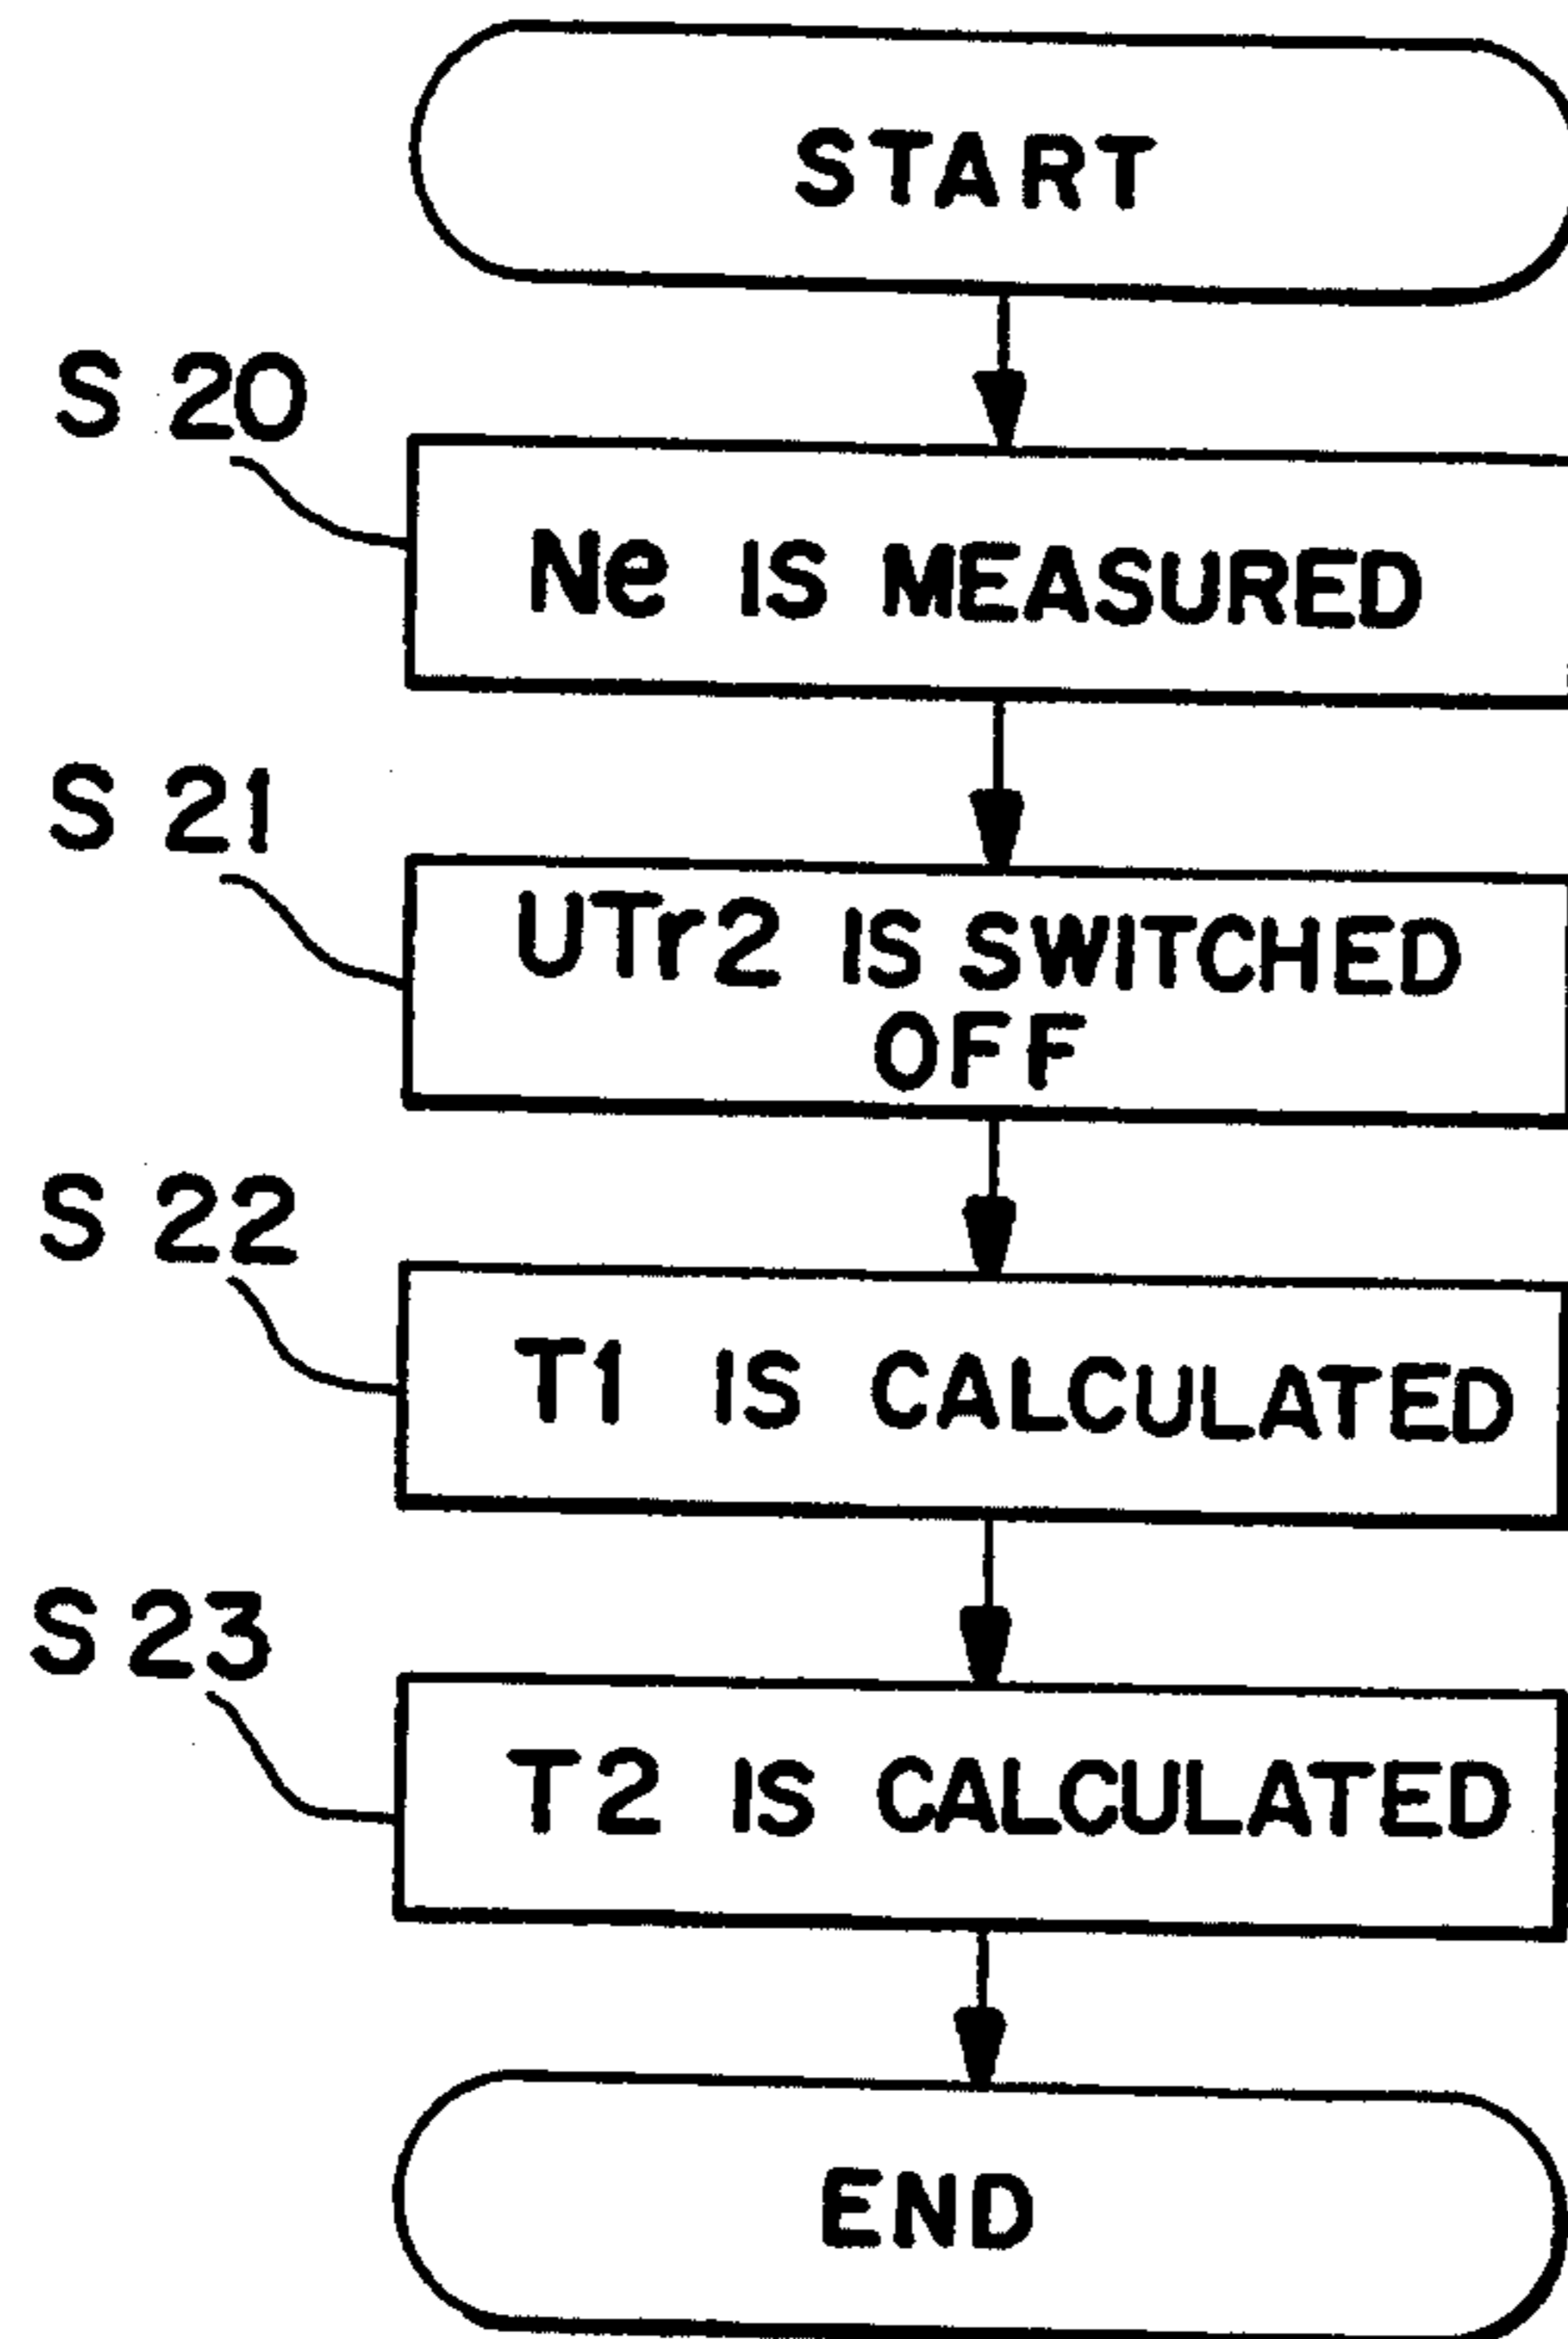 START
S 20
Ne IS MEASURED
S 21
UTr2 IS SWITCHED
OFF
S 22
T1 IS CALCULATED
S 23
T2 IS CALCULATED
END